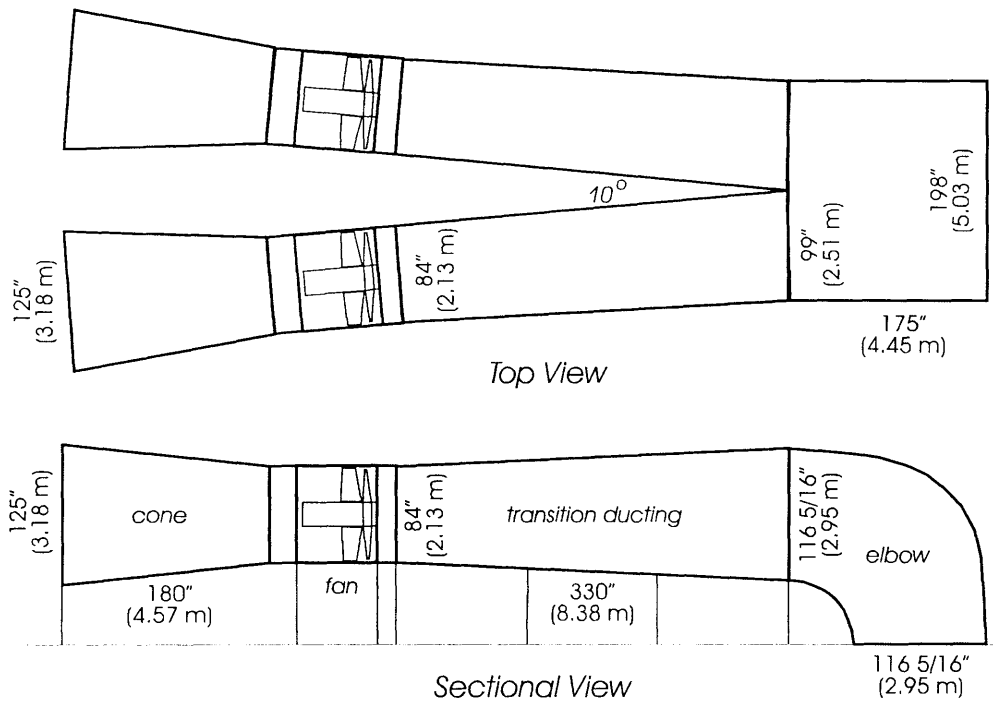 10°
125"
(3.18 m)
84"
(2.13 m)
99"
(2.51 m)
198"
(5.03 m)
175"
(4.45 m)
Top View
125"
(3.18 m)
cone
84"
(2.13 m)
transition ducting
116 5/16"
(2.95 m)
elbow
180"
(4.57 m)
fan
330"
(8.38 m)
116 5/16"
(2.95 m)
Sectional View